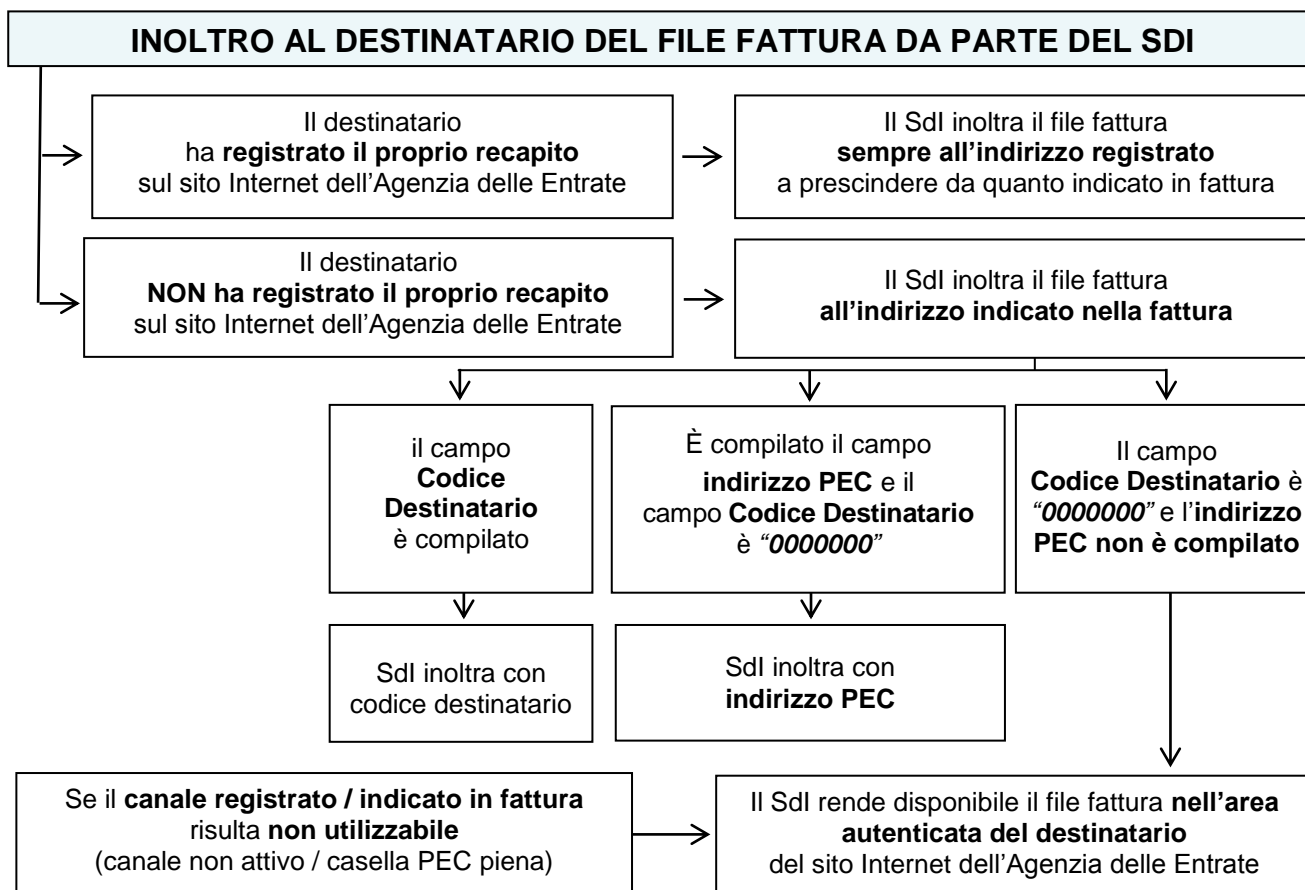 INOLTRO AL DESTINATARIO DEL FILE FATTURA DA PARTE DEL SDI
Il destinatario
ha registrato il proprio recapito
sul sito Internet dell’Agenzia delle Entrate
Il SdI inoltra il file fattura
sempre all’indirizzo registrato
a prescindere da quanto indicato in fattura
Il destinatario
NON ha registrato il proprio recapito
sul sito Internet dell’Agenzia delle Entrate
Il SdI inoltra il file fattura
all’indirizzo indicato nella fattura
il campo
Codice
Destinatario
è compilato
È compilato il campo
indirizzo PEC e il
campo Codice Destinatario
è “0000000”
Il campo
Codice Destinatario è
“0000000” e l’indirizzo
PEC non è compilato
SdI inoltra con
codice destinatario
SdI inoltra con
indirizzo PEC
Se il canale registrato / indicato in fattura
risulta non utilizzabile
(canale non attivo / casella PEC piena)
Il SdI rende disponibile il file fattura nell’area
autenticata del destinatario
del sito Internet dell’Agenzia delle Entrate